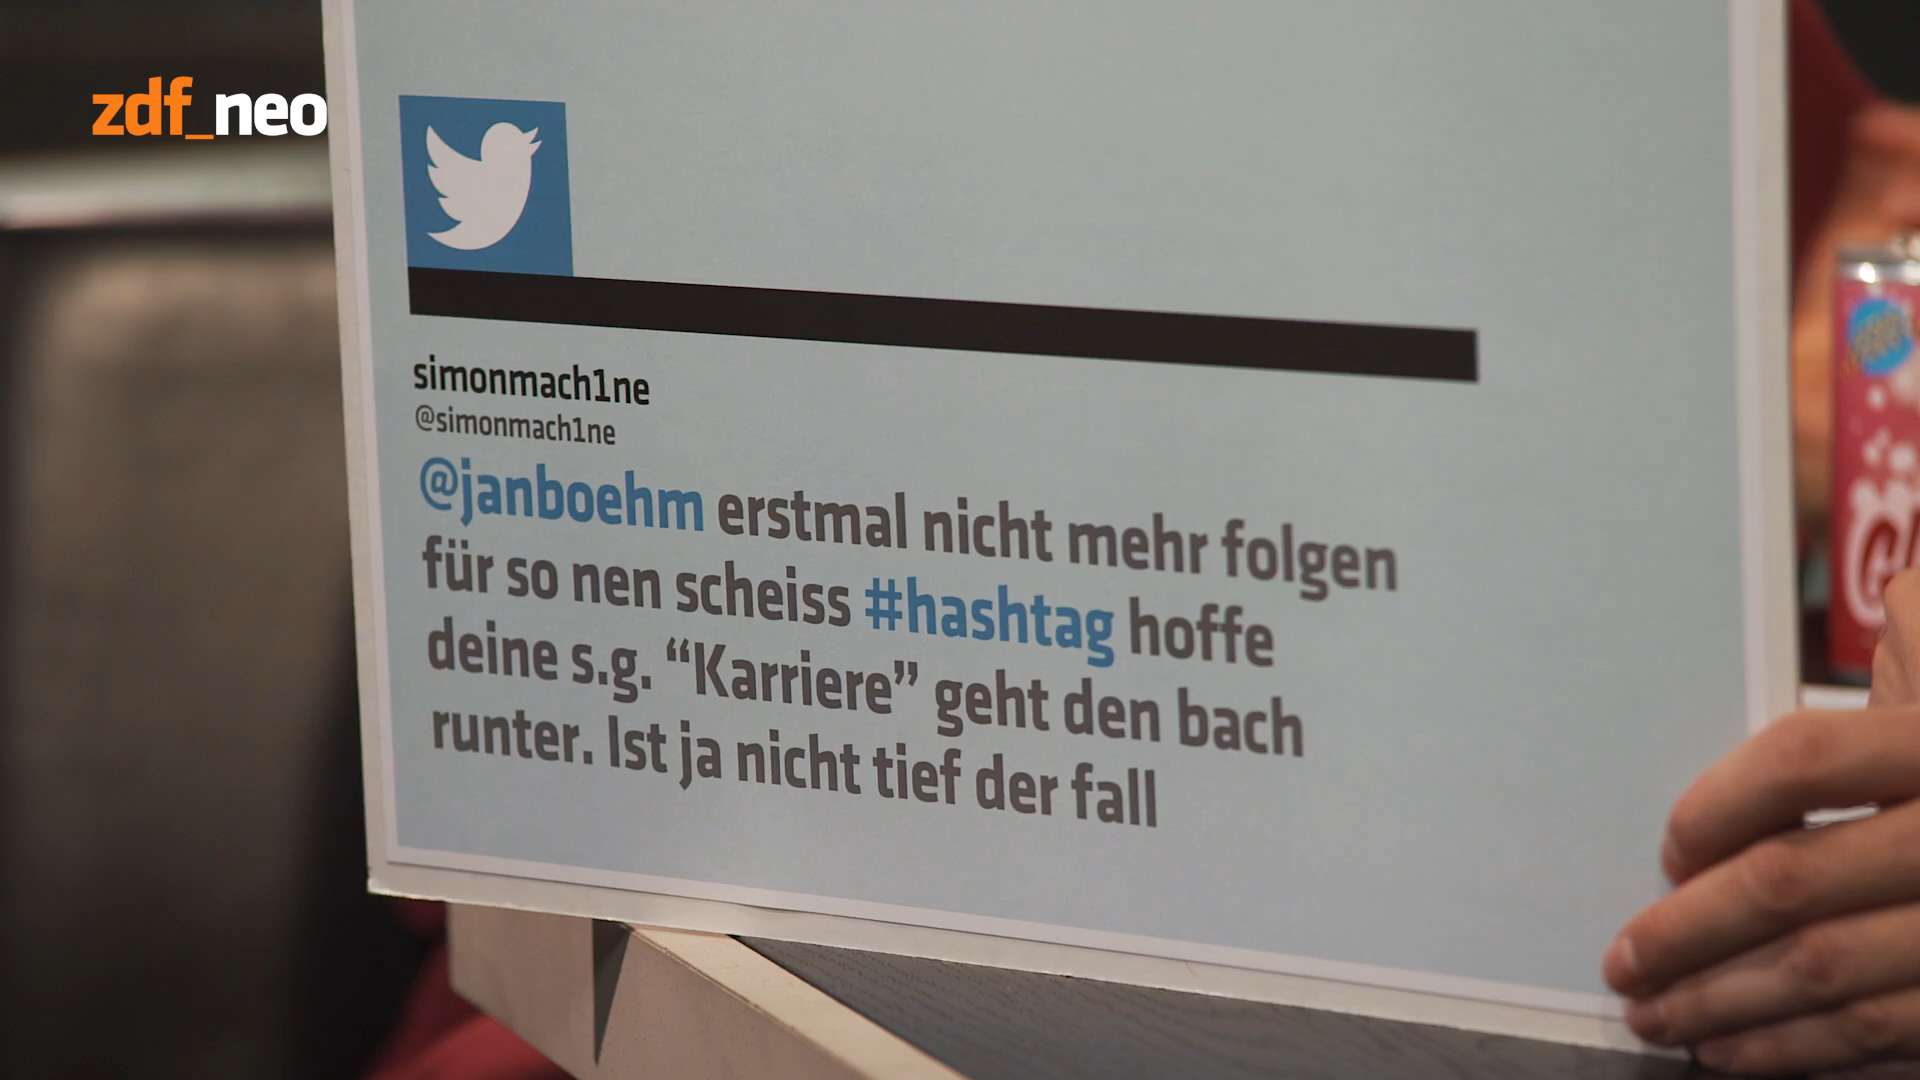 zdf_neo
simonmach1ne
@simonmach1ne
@janboehm erstmal nicht mehr folgen
für so nen scheiss #hashtag hoffe
deine s.g. “Karriere” geht den bach
runter. Ist ja nicht tief der fall